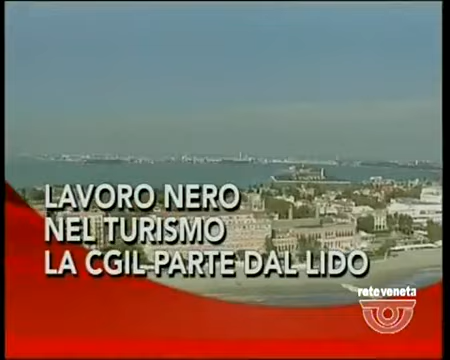 LAVORO NERO
NEL TURISMO
LA CGIL PARTE DAL LIDO
reteveneta